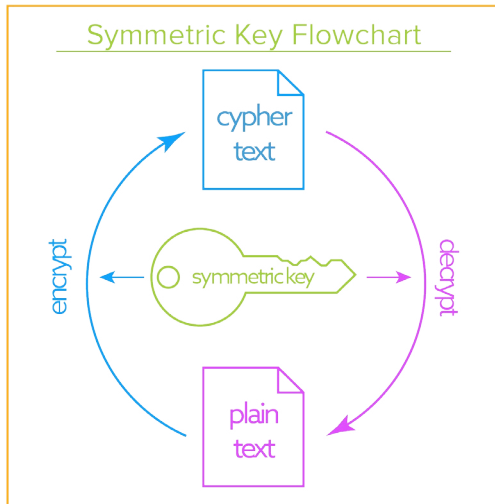 Symmetric Key Flowchart
cypher
text
encrypt
symmetric key
decrypt
plain
text